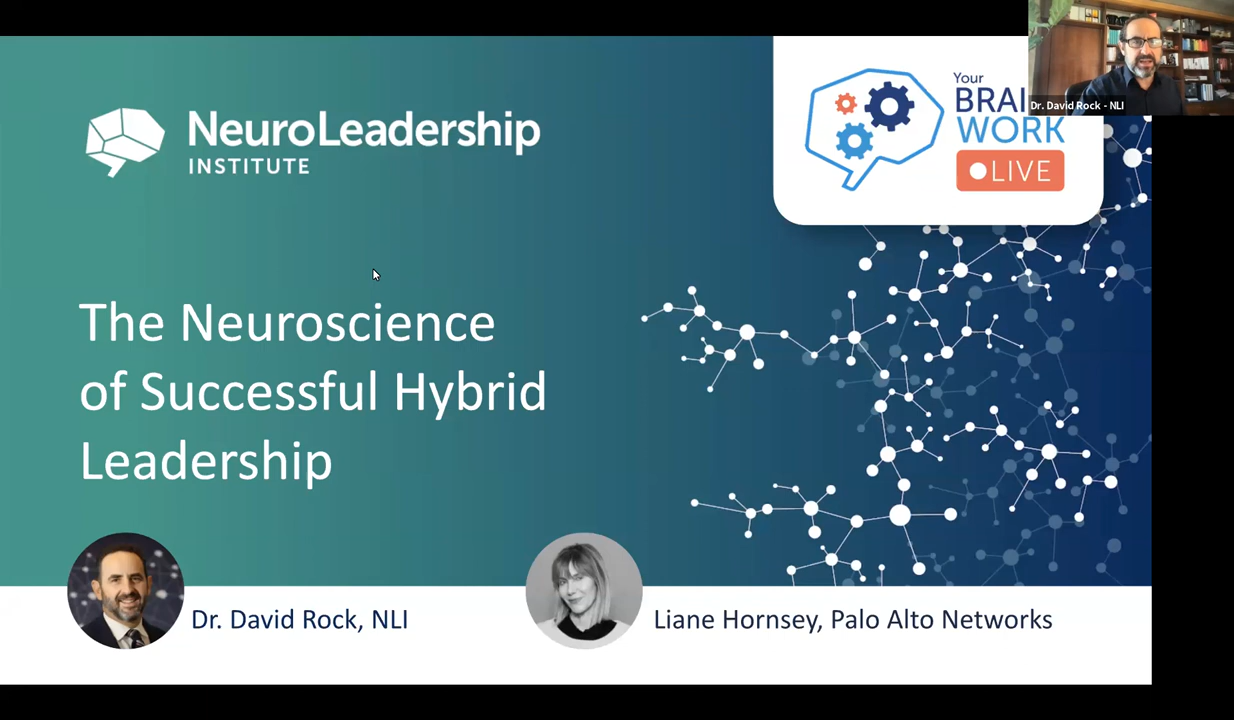 NeuroLeadership
INSTITUTE
Your
BRAI
WORK
LIVE
Dr. David Rock - NLI
The Neuroscience
of Successful Hybrid
Leadership
Dr. David Rock, NLI
Liane Hornsey, Palo Alto Networks